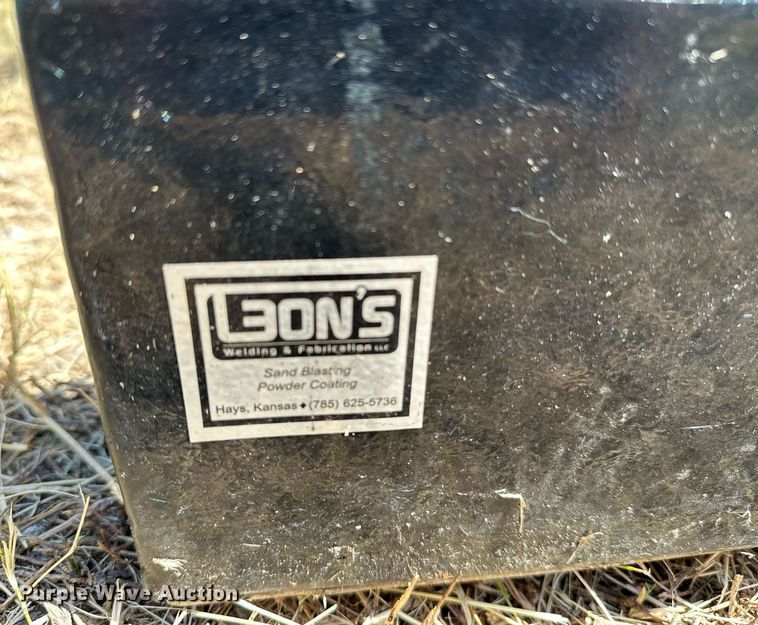 LEON'S
Welding & Fabrication LLC
Sand Blasting
Powder Coating
Hays, Kansas ♦ (785) 625-5736
Purple Wave Auction